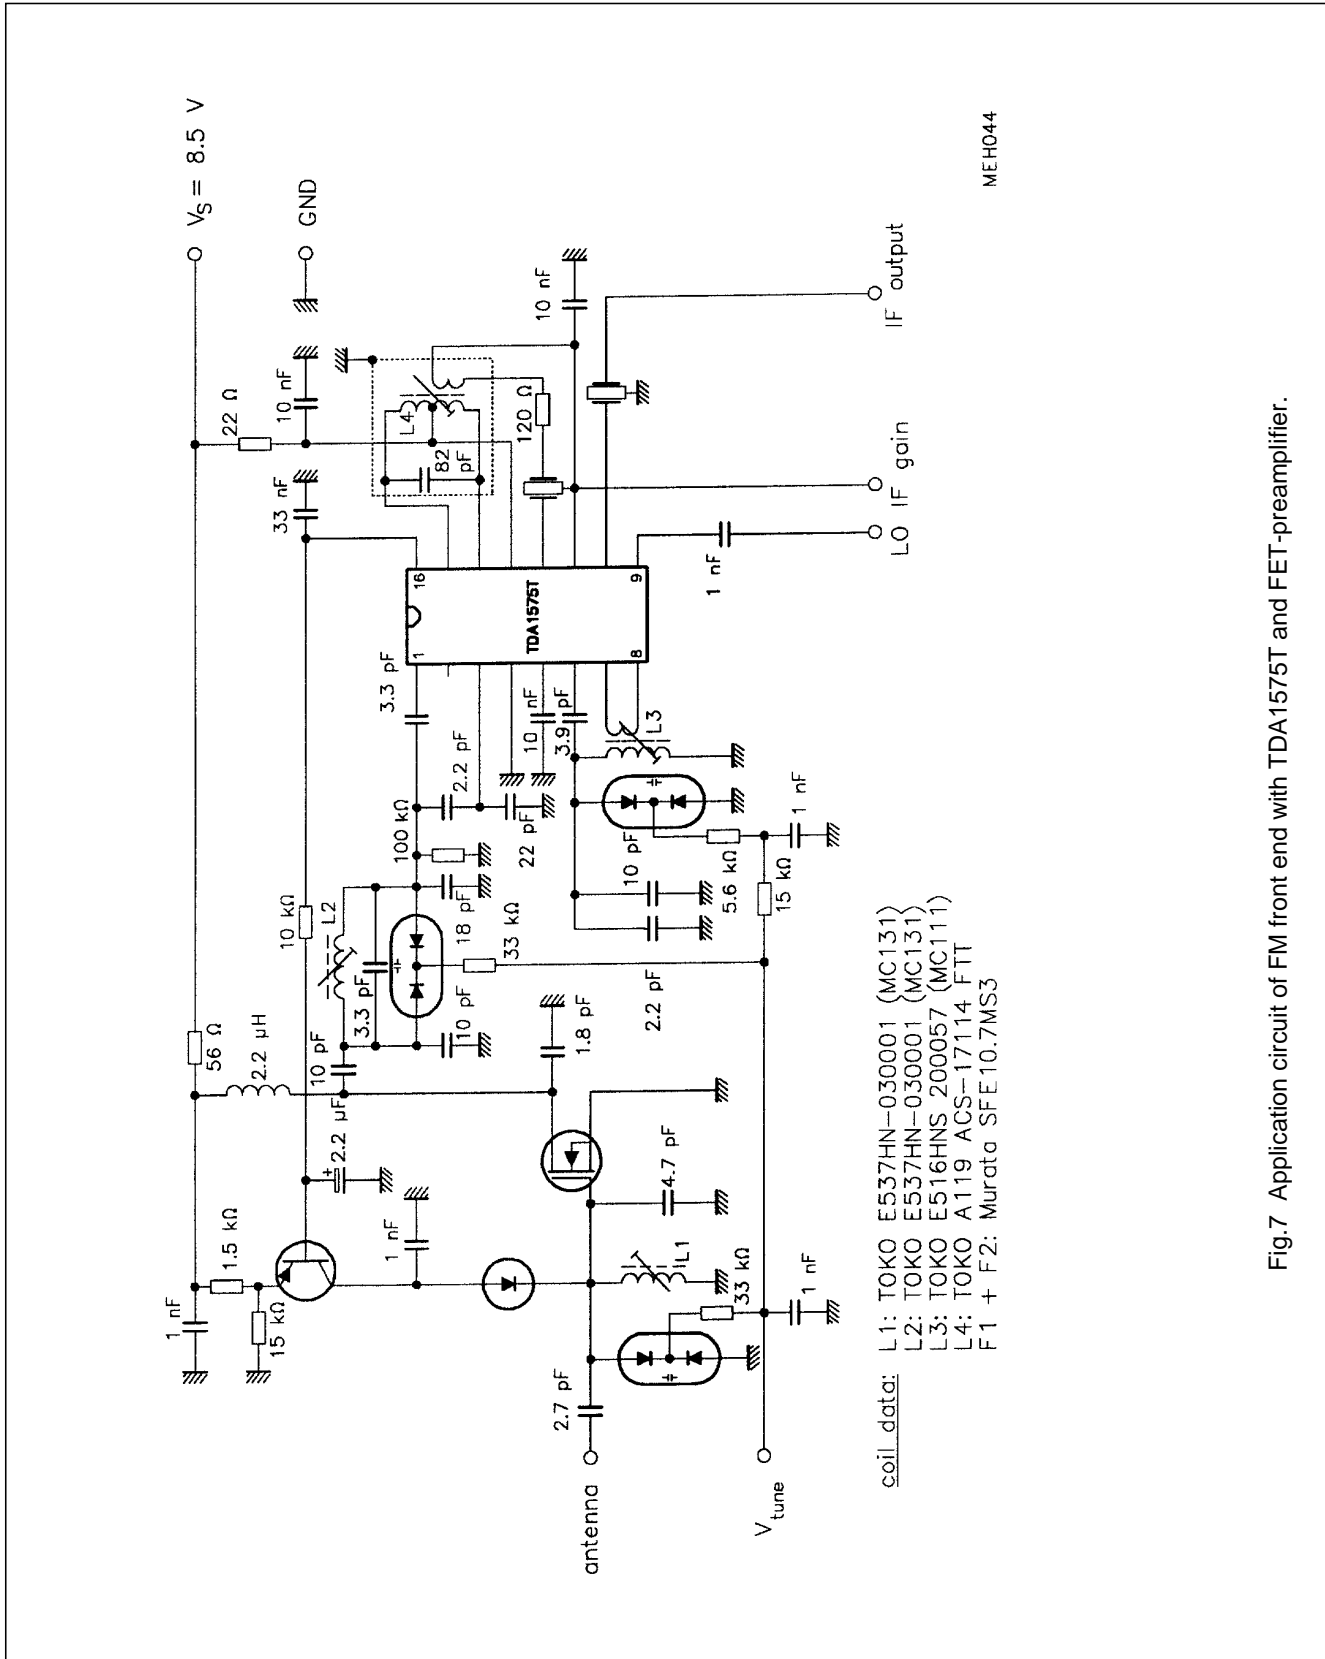 V_S = 8.5 V
GND
22 Ω
10 nF
33 nF
L4
82
pF
120 Ω
10 nF
IF output
IF gain
LO
1 nF
16
1
TDA1575T
9
8
3.3 pF
2.2 pF
100 kΩ
22 pF
10 nF
3.9 pF
L3
1 nF
10 pF
5.6 kΩ
15 kΩ
2.2 pF
10 kΩ
L2
3.3 pF
18 pF
33 kΩ
10 pF
10 pF
56 Ω
2.2 µH
1.8 pF
+
2.2 µF
4.7 pF
1.5 kΩ
1 nF
15 kΩ
1 nF
L1
33 kΩ
1 nF
2.7 pF
antenna
V_tune
coil data:
L1: TOKO E537HN-030001 (MC131)
L2: TOKO E537HN-030001 (MC131)
L3: TOKO E516HNS 200057 (MC111)
L4: TOKO A119 ACS-17114 FTT
F1 + F2: Murata SFE10.7MS3
MEH044
Fig.7 Application circuit of FM front end with TDA1575T and FET-preamplifier.